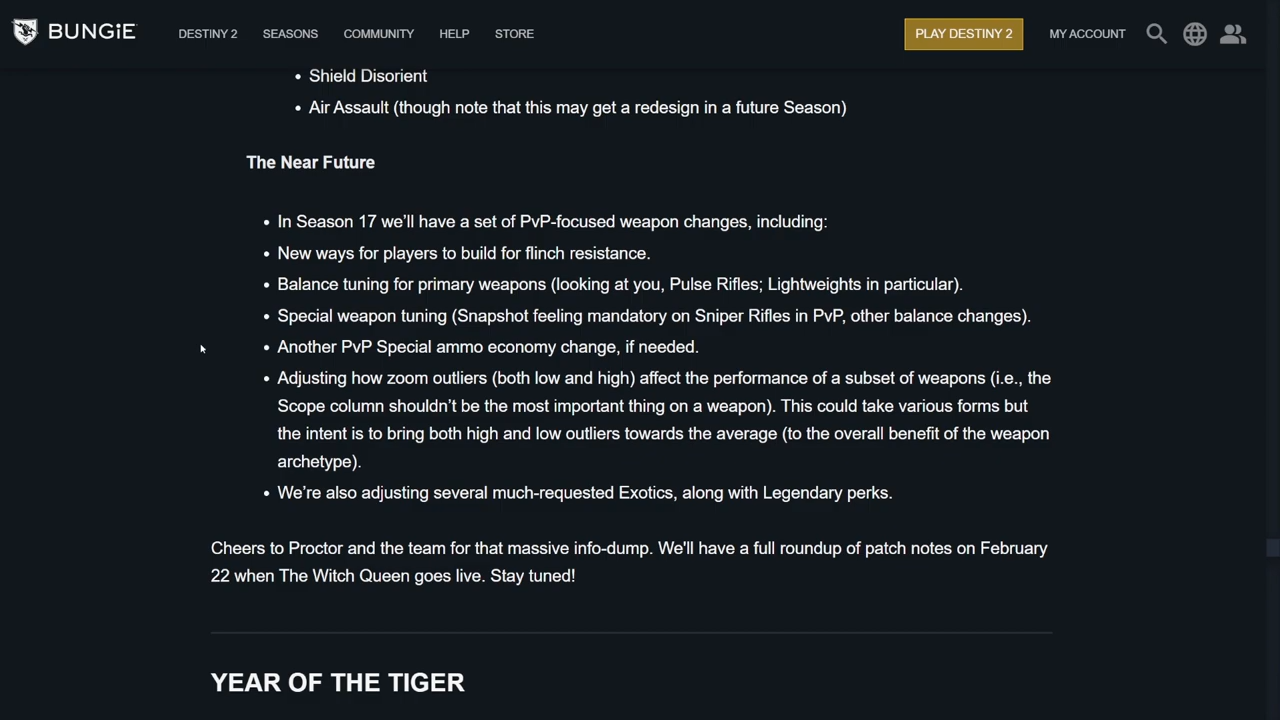 BUNGiE
DESTINY 2 SEASONS COMMUNITY HELP STORE PLAY DESTINY 2 MY ACCOUNT
• Shield Disorient
• Air Assault (though note that this may get a redesign in a future Season)
The Near Future
• In Season 17 we’ll have a set of PvP-focused weapon changes, including:
• New ways for players to build for flinch resistance.
• Balance tuning for primary weapons (looking at you, Pulse Rifles; Lightweights in particular).
• Special weapon tuning (Snapshot feeling mandatory on Sniper Rifles in PvP, other balance changes).
• Another PvP Special ammo economy change, if needed.
• Adjusting how zoom outliers (both low and high) affect the performance of a subset of weapons (i.e., the
Scope column shouldn’t be the most important thing on a weapon). This could take various forms but
the intent is to bring both high and low outliers towards the average (to the overall benefit of the weapon
archetype).
• We’re also adjusting several much-requested Exotics, along with Legendary perks.
Cheers to Proctor and the team for that massive info-dump. We'll have a full roundup of patch notes on February
22 when The Witch Queen goes live. Stay tuned!
YEAR OF THE TIGER